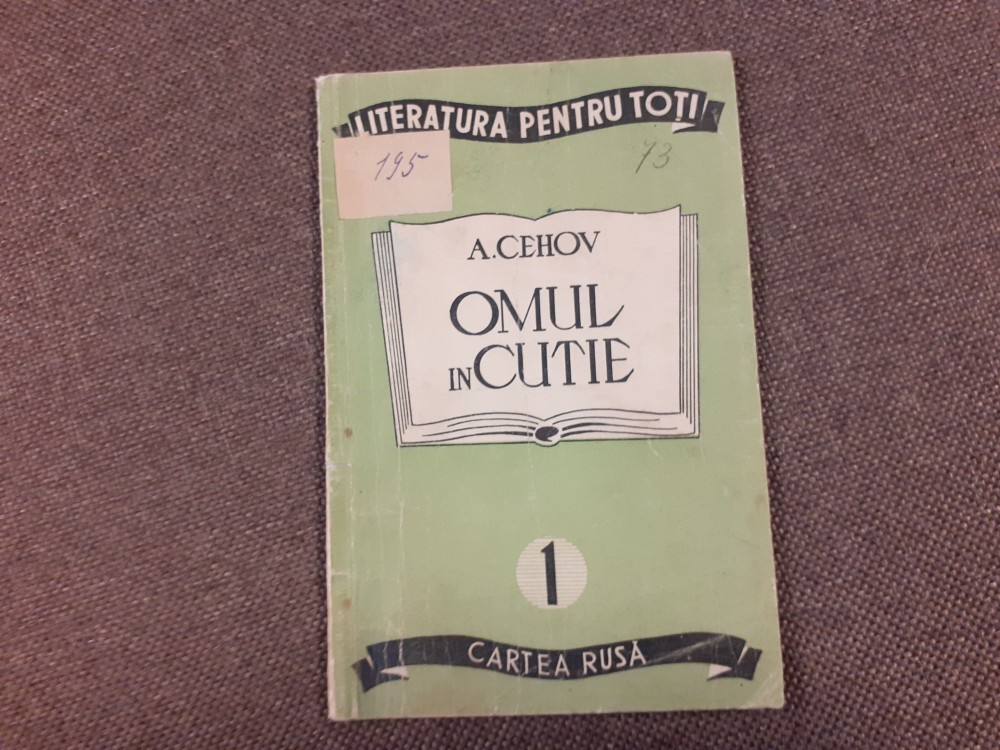 LITERATURA PENTRU TOȚI
195
73
A. CEHOV
OMUL
IN CUTIE
1
CARTEA RUSĂ